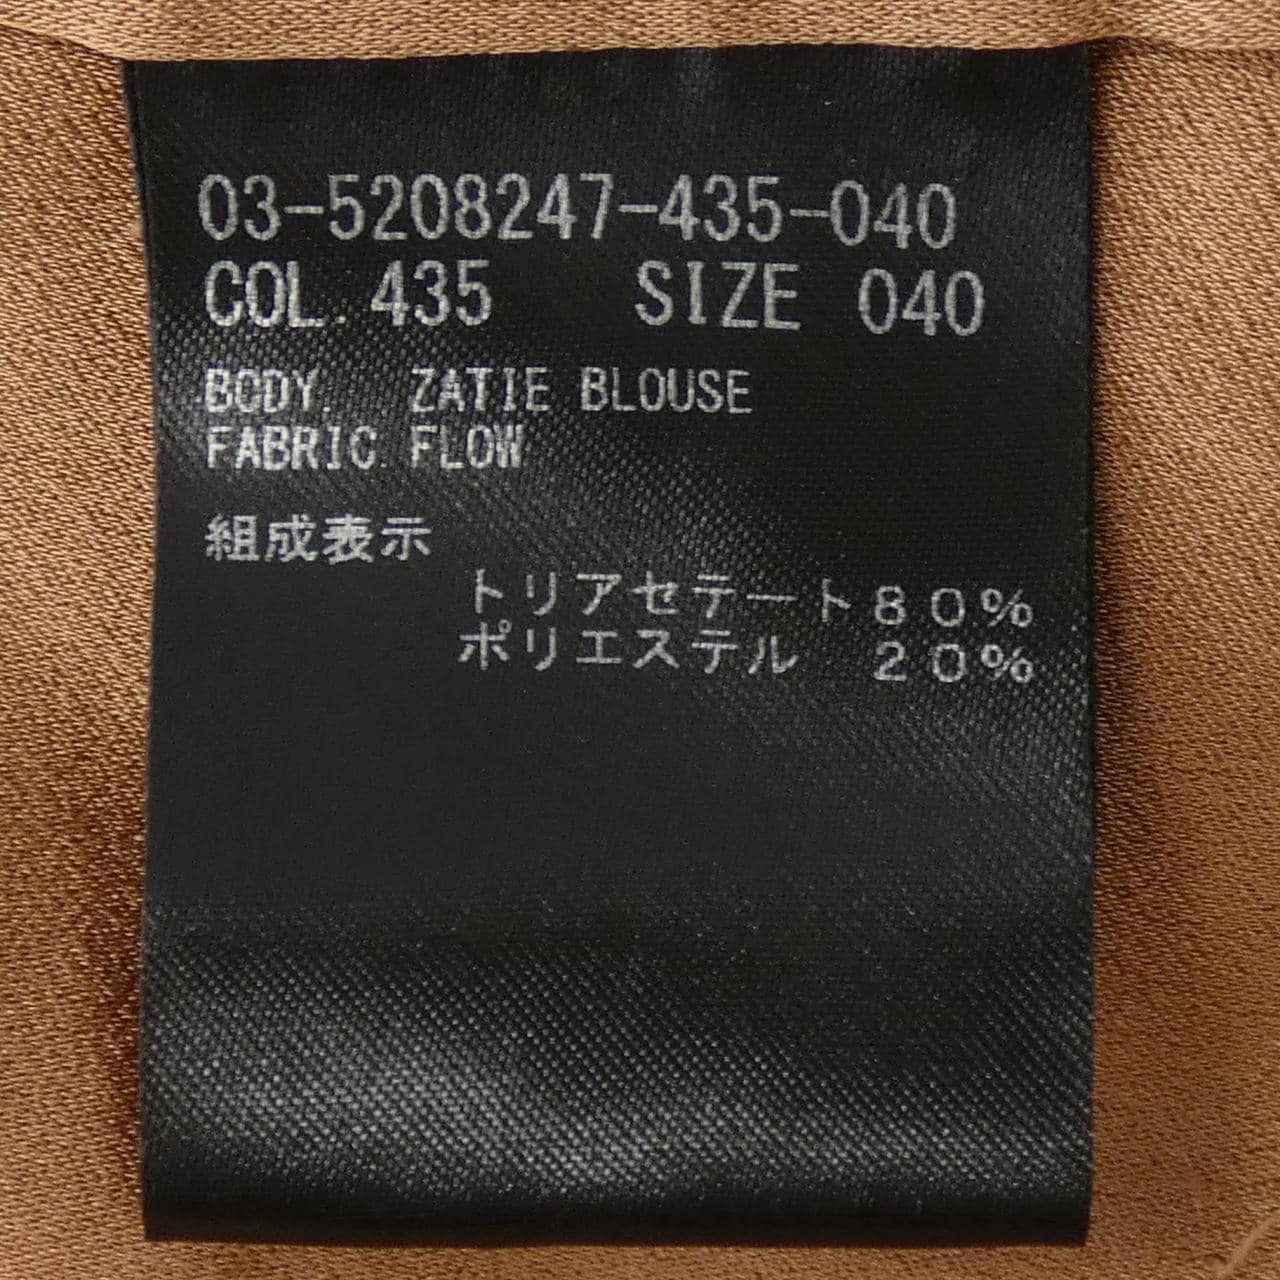 03-5208247-435-040
COL. 435 SIZE 040
BODY. ZATIE BLOUSE
FABRIC. FLOW
組成表示
トリアセテート80%
ポリエステル 20%